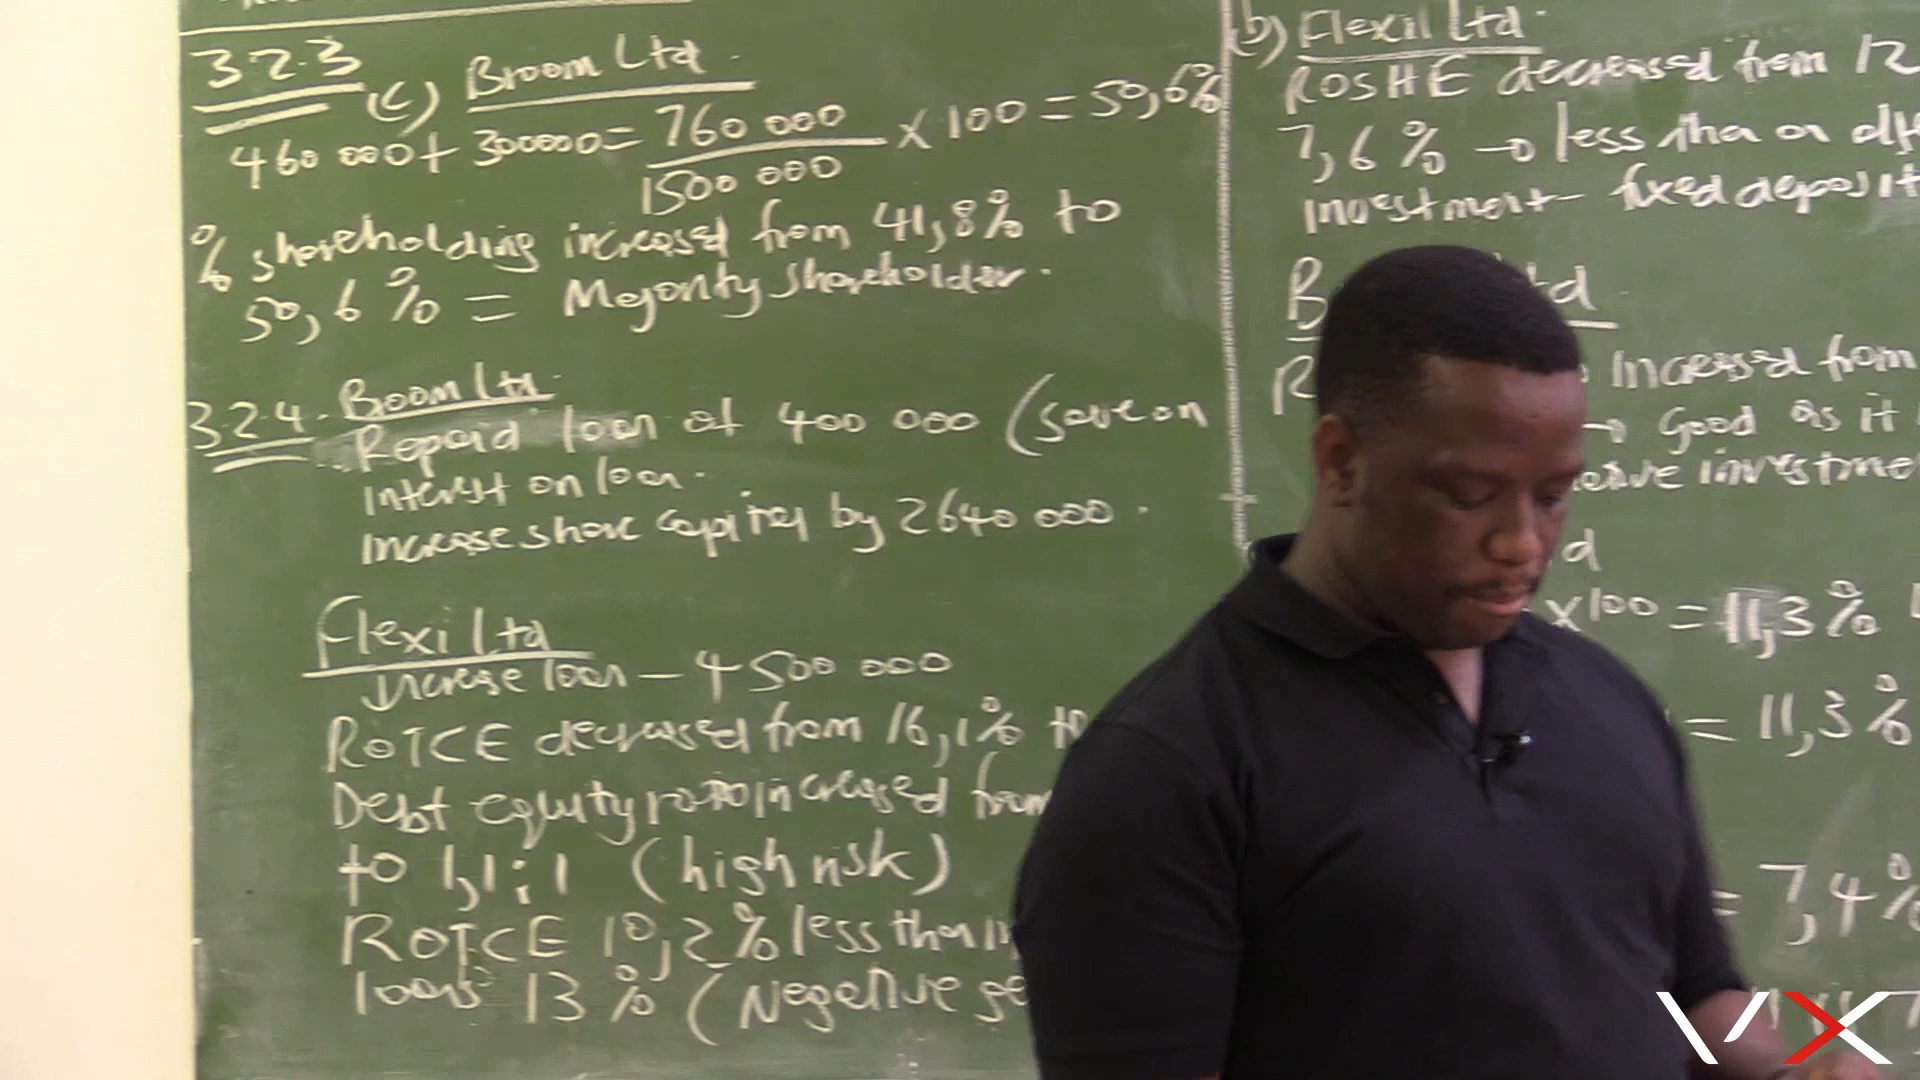 3.2.3 (c) Broom Ltd.
460 000 + 300000 = 760 000 / 1500 000 × 100 = 50,6%
% shareholding increased from 41,8% to
50,6% = Majority shareholder.
3.2.4. Broom Ltd.
Repaid loan of 400 000 (save on
Interest on loan.
Increase share capital by 2640 000.
Flexi Ltd
Increase loan – 4 500 000
ROTCE decreased from 16,1% to
Debt equity ratio increased from
to 1,1:1 (high risk)
ROTCE 10,2% less than
loans 13% (Negative
(b) Flexil Ltd.
ROSHE decreased from 12
7,6% → less than on
investment – fixed deposit
Increased from
→ Good as it
investme
×100 = 11,3%
= 11,3%
= 7,4%
VX